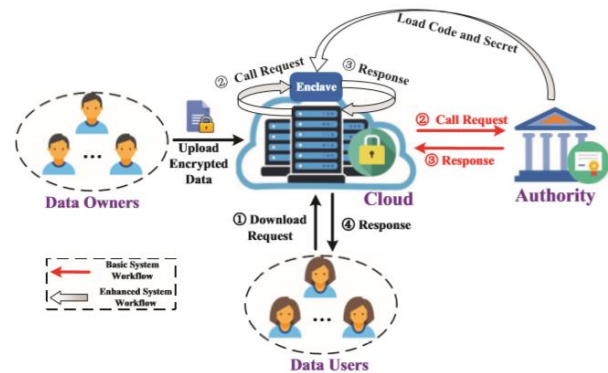 Load Code and Secret
② Call Request
③ Response
Enclave
② Call Request
③ Response
Upload
Encrypted
Data
Cloud
Authority
Data Owners
① Download
Request
④ Response
Basic System
Workflow
Enhanced System
Workflow
Data Users